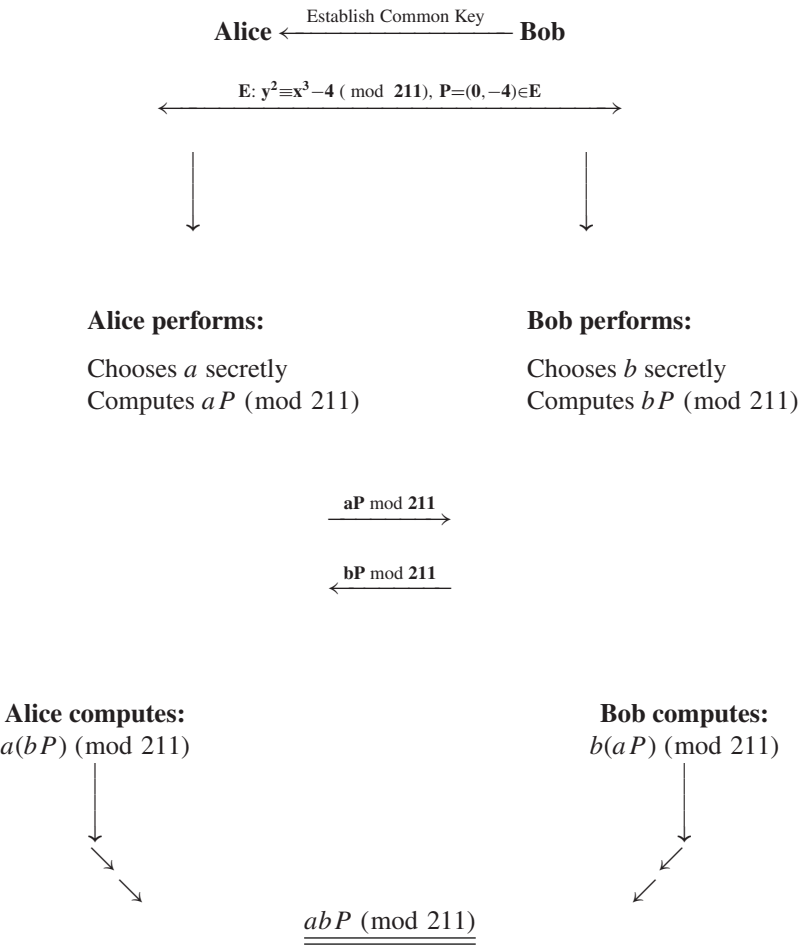 Establish Common Key
Alice Bob
E: y²≡x³−4 ( mod 211), P=(0,−4)∈E
Alice performs: Bob performs:
Chooses a secretly Chooses b secretly
Computes aP (mod 211) Computes bP (mod 211)
aP mod 211
bP mod 211
Alice computes: Bob computes:
a(bP) (mod 211) b(aP) (mod 211)
abP (mod 211)